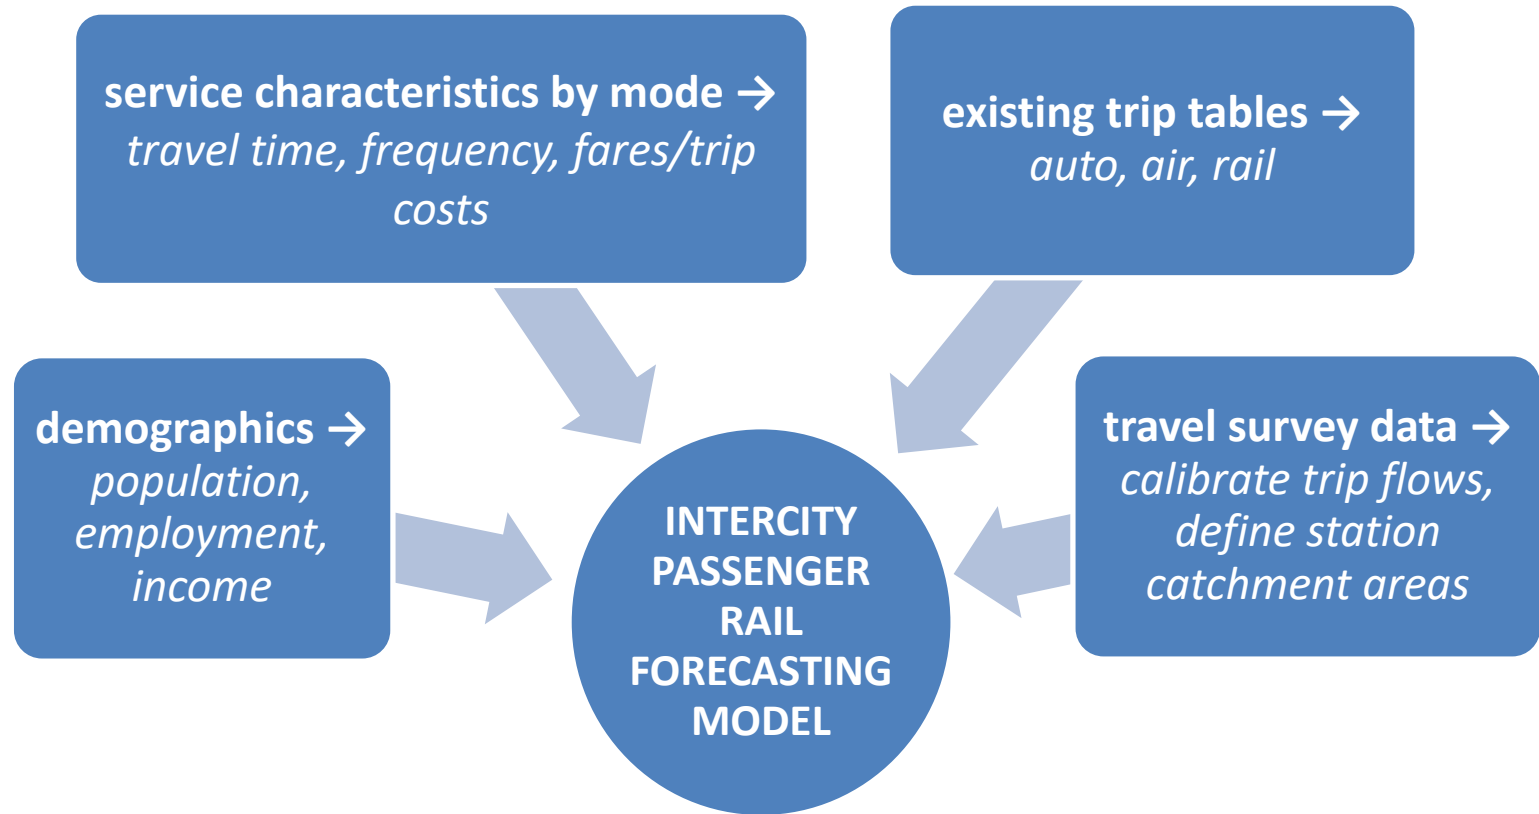 service characteristics by mode →
travel time, frequency, fares/trip
costs
existing trip tables →
auto, air, rail
demographics →
population,
employment,
income
travel survey data →
calibrate trip flows,
define station
catchment areas
INTERCITY
PASSENGER
RAIL
FORECASTING
MODEL